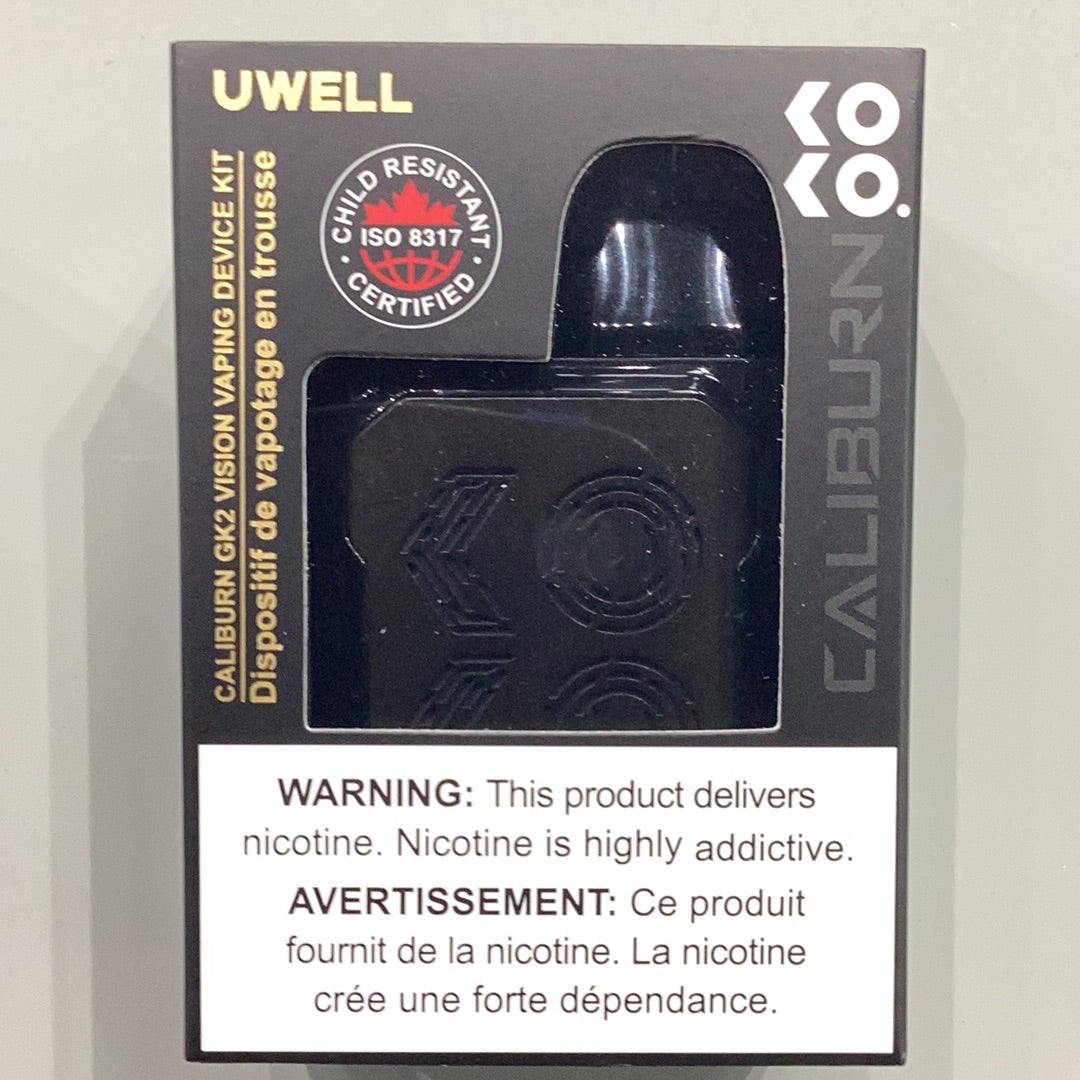 UWELL
KO
KO.
CALIBURN GK2 VISION VAPING DEVICE KIT
Dispositif de vapotage en trousse
CHILD RESISTANT
ISO 8317
CERTIFIED
CALIBURN
KO
WARNING: This product delivers
nicotine. Nicotine is highly addictive.
AVERTISSEMENT: Ce produit
fournit de la nicotine. La nicotine
crée une forte dépendance.